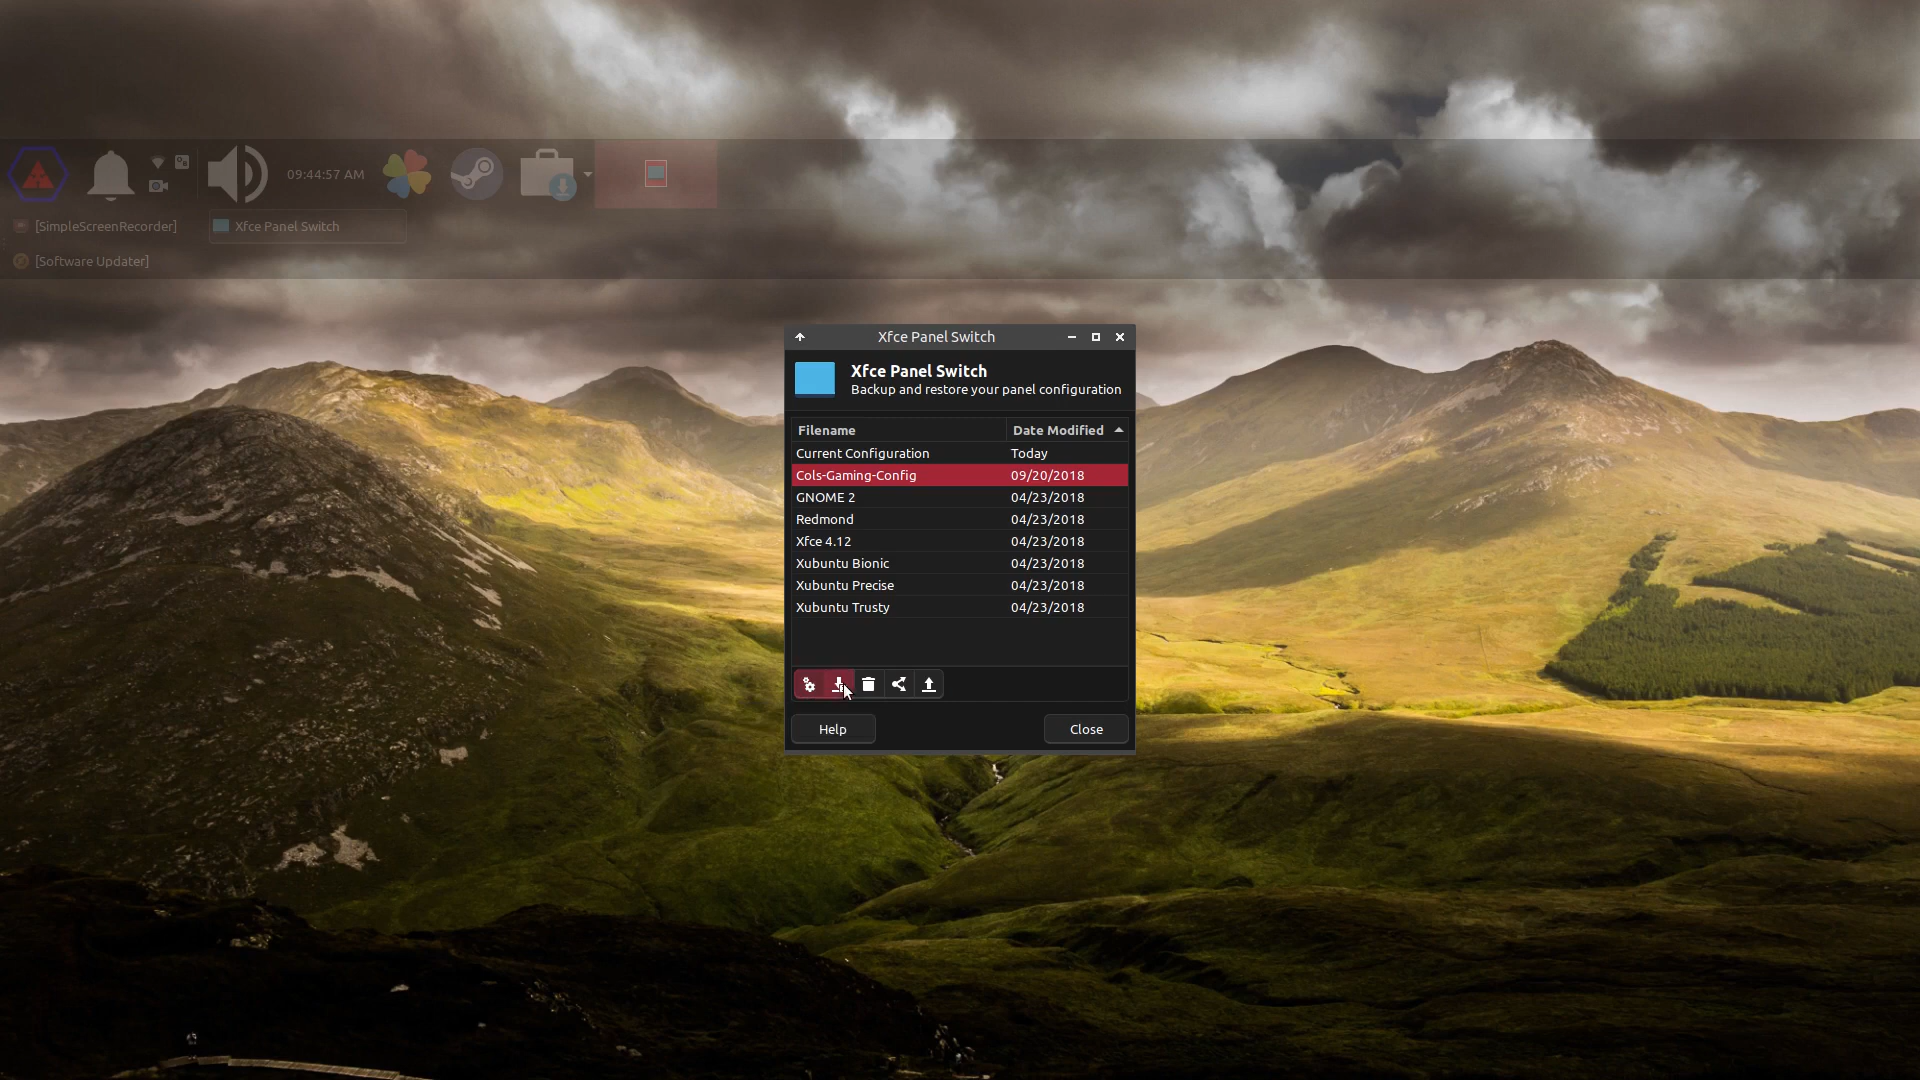 09:44:57 AM
[SimpleScreenRecorder]
Xfce Panel Switch
[Software Updater]
Xfce Panel Switch
Xfce Panel Switch
Backup and restore your panel configuration
Filename Date Modified
Current Configuration Today
Cols-Gaming-Config 09/20/2018
GNOME 2 04/23/2018
Redmond 04/23/2018
Xfce 4.12 04/23/2018
Xubuntu Bionic 04/23/2018
Xubuntu Precise 04/23/2018
Xubuntu Trusty 04/23/2018
Help Close